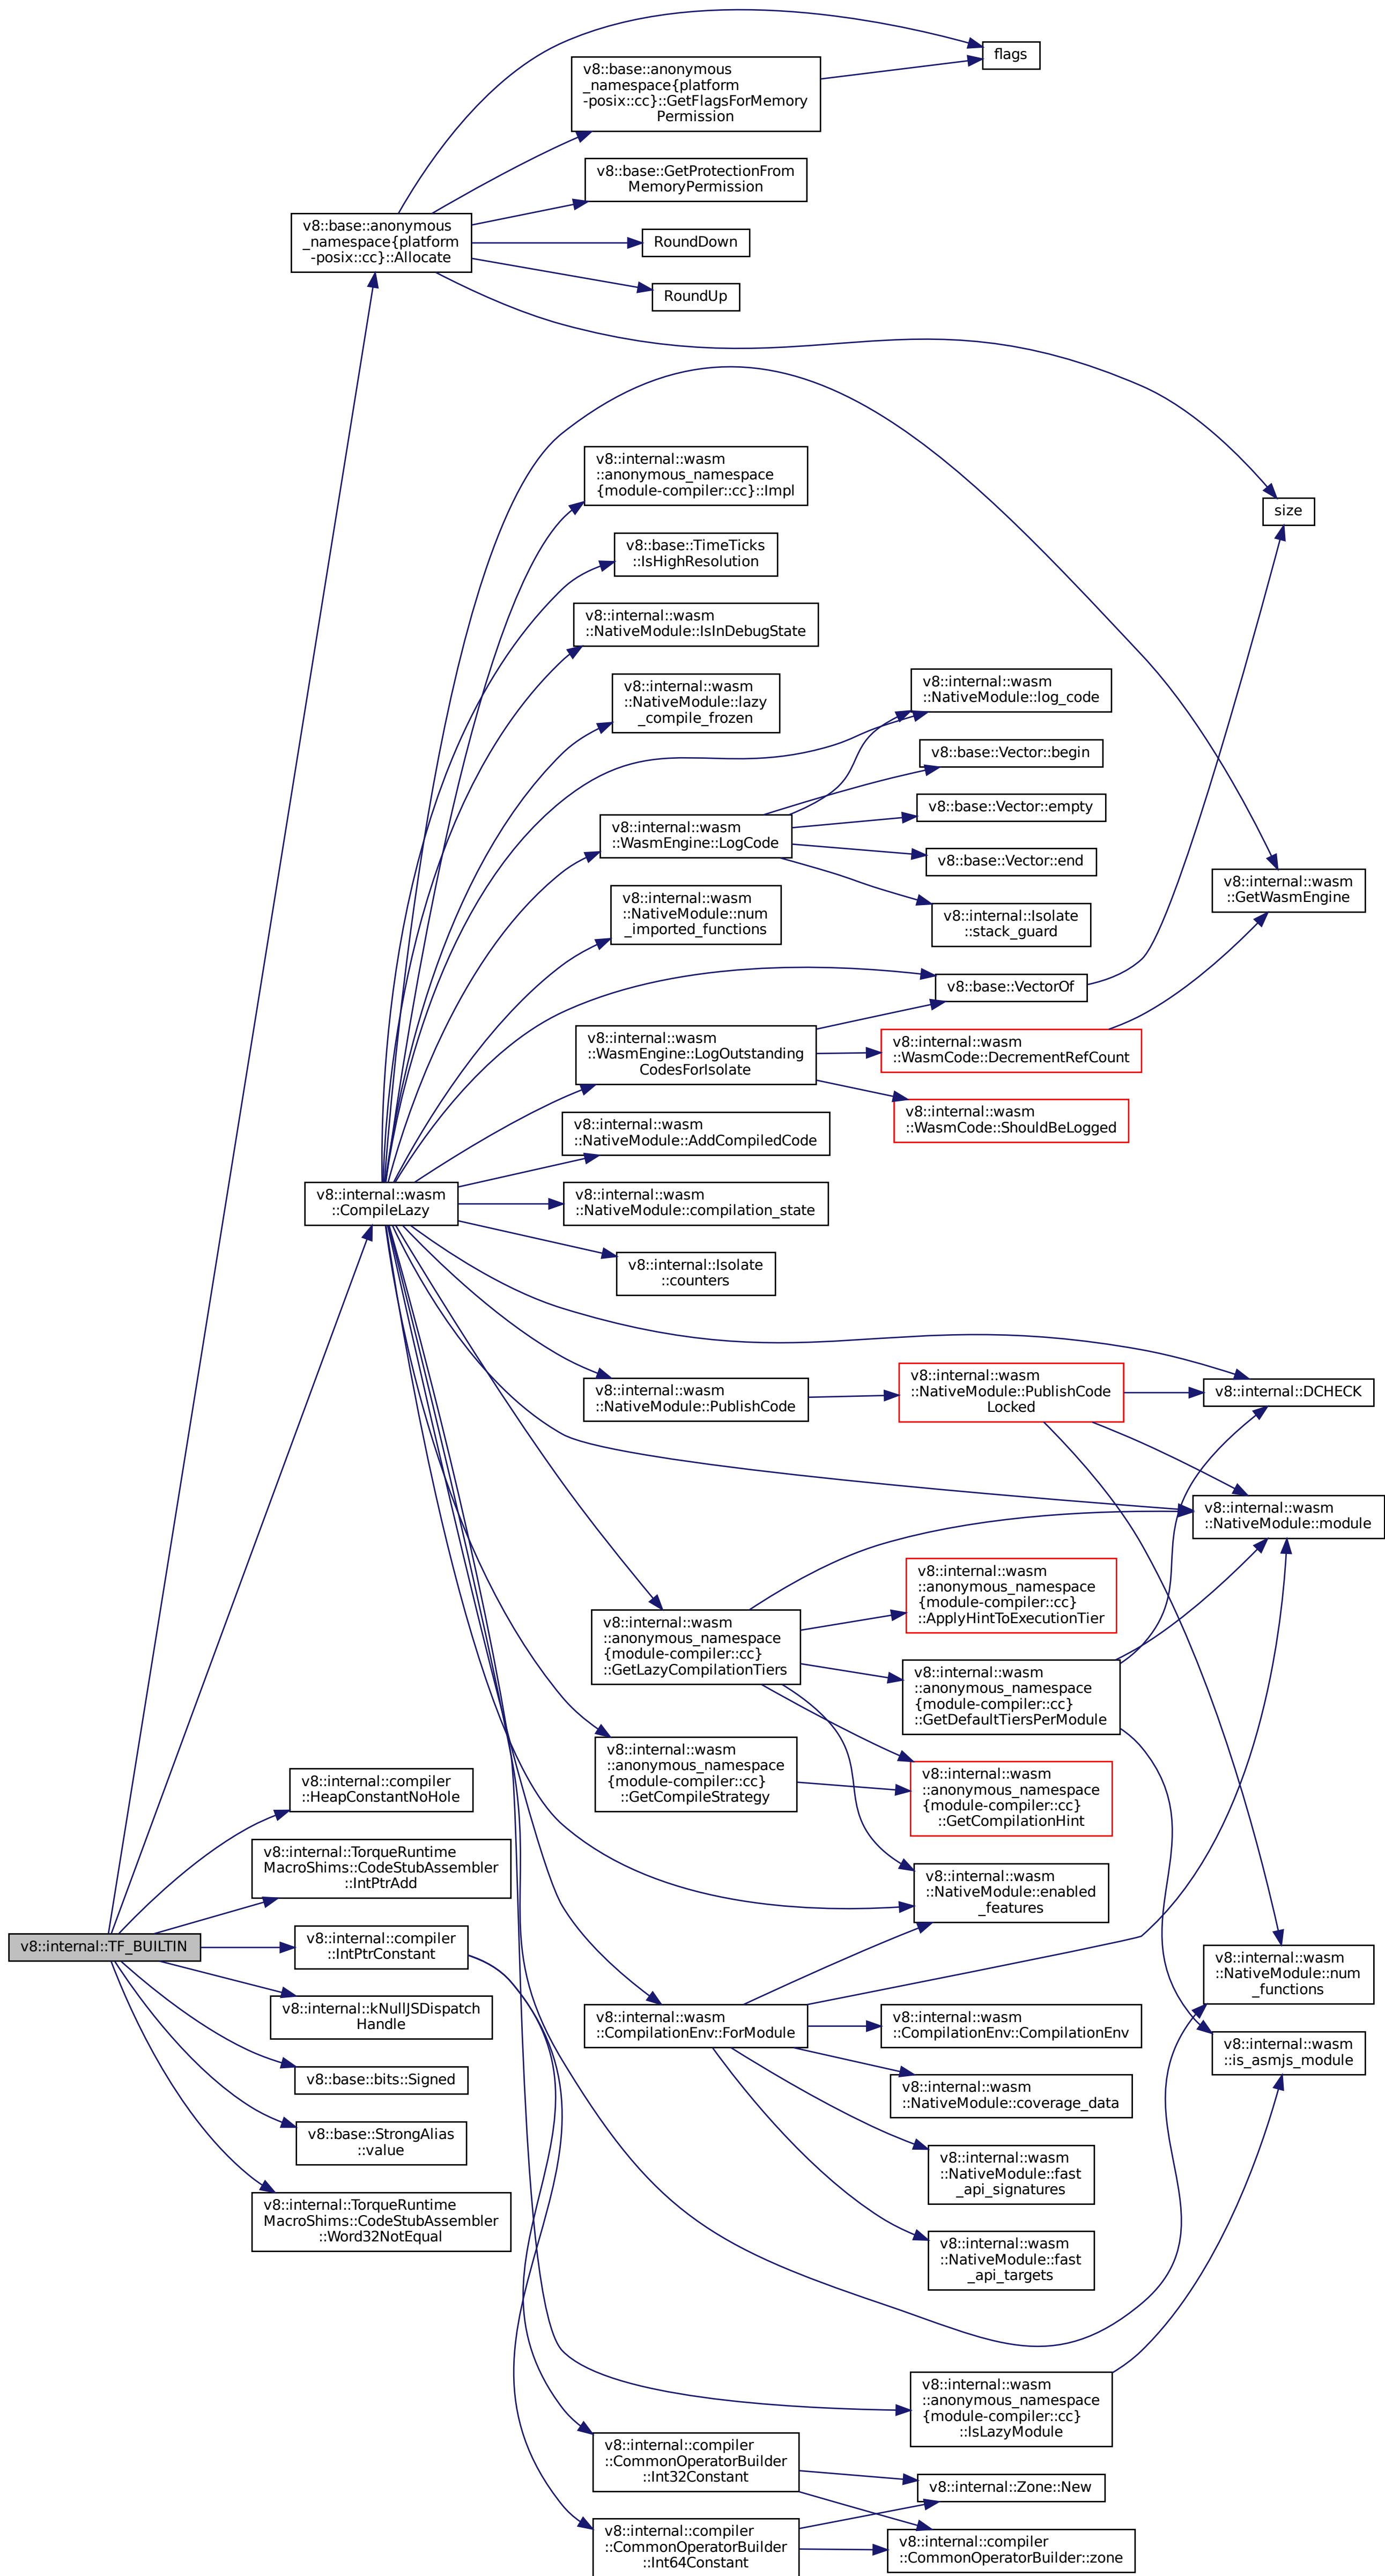 flags
v8::base::anonymous
_namespace{platform
-posix::cc}::GetFlagsForMemory
Permission
v8::base::GetProtectionFrom
MemoryPermission
v8::base::anonymous
_namespace{platform
-posix::cc}::Allocate
RoundDown
RoundUp
v8::internal::wasm
::anonymous_namespace
{module-compiler::cc}::Impl
size
v8::base::TimeTicks
::IsHighResolution
v8::internal::wasm
::NativeModule::IsInDebugState
v8::internal::wasm
::NativeModule::lazy
_compile_frozen
v8::internal::wasm
::NativeModule::log_code
v8::base::Vector::begin
v8::base::Vector::empty
v8::internal::wasm
::WasmEngine::LogCode
v8::base::Vector::end
v8::internal::wasm
::GetWasmEngine
v8::internal::wasm
::NativeModule::num
_imported_functions
v8::internal::Isolate
::stack_guard
v8::base::VectorOf
v8::internal::wasm
::WasmEngine::LogOutstanding
CodesForIsolate
v8::internal::wasm
::WasmCode::DecrementRefCount
v8::internal::wasm
::WasmCode::ShouldBeLogged
v8::internal::wasm
::NativeModule::AddCompiledCode
v8::internal::wasm
::CompileLazy
v8::internal::wasm
::NativeModule::compilation_state
v8::internal::Isolate
::counters
v8::internal::wasm
::NativeModule::PublishCode
v8::internal::wasm
::NativeModule::PublishCode
Locked
v8::internal::DCHECK
v8::internal::wasm
::NativeModule::module
v8::internal::wasm
::anonymous_namespace
{module-compiler::cc}
::ApplyHintToExecutionTier
v8::internal::wasm
::anonymous_namespace
{module-compiler::cc}
::GetLazyCompilationTiers
v8::internal::wasm
::anonymous_namespace
{module-compiler::cc}
::GetDefaultTiersPerModule
v8::internal::wasm
::anonymous_namespace
{module-compiler::cc}
::GetCompileStrategy
v8::internal::wasm
::anonymous_namespace
{module-compiler::cc}
::GetCompilationHint
v8::internal::compiler
::HeapConstantNoHole
v8::internal::TorqueRuntime
MacroShims::CodeStubAssembler
::IntPtrAdd
v8::internal::wasm
::NativeModule::enabled
_features
v8::internal::TF_BUILTIN
v8::internal::compiler
::IntPtrConstant
v8::internal::wasm
::NativeModule::num
_functions
v8::internal::kNullJSDispatch
Handle
v8::internal::wasm
::CompilationEnv::ForModule
v8::internal::wasm
::CompilationEnv::CompilationEnv
v8::internal::wasm
::is_asmjs_module
v8::base::bits::Signed
v8::internal::wasm
::NativeModule::coverage_data
v8::base::StrongAlias
::value
v8::internal::wasm
::NativeModule::fast
_api_signatures
v8::internal::TorqueRuntime
MacroShims::CodeStubAssembler
::Word32NotEqual
v8::internal::wasm
::NativeModule::fast
_api_targets
v8::internal::wasm
::anonymous_namespace
{module-compiler::cc}
::IsLazyModule
v8::internal::compiler
::CommonOperatorBuilder
::Int32Constant
v8::internal::Zone::New
v8::internal::compiler
::CommonOperatorBuilder
::Int64Constant
v8::internal::compiler
::CommonOperatorBuilder::zone